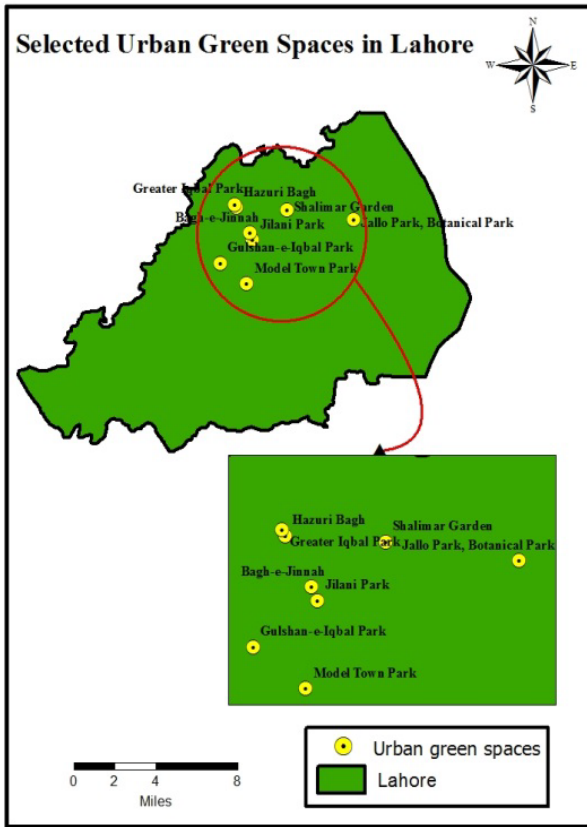 Selected Urban Green Spaces in Lahore
N
W E
S
Greater Iqbal Park Hazuri Bagh
Shalimar Garden
Bagh-e-Jinnah Jilani Park
Jallo Park, Botanical Park
Gulshan-e-Iqbal Park
Model Town Park
Hazuri Bagh
Shalimar Garden
Greater Iqbal Park
Jallo Park, Botanical Park
Bagh-e-Jinnah
Jilani Park
Gulshan-e-Iqbal Park
Model Town Park
Urban green spaces
Lahore
0 2 4 8
Miles